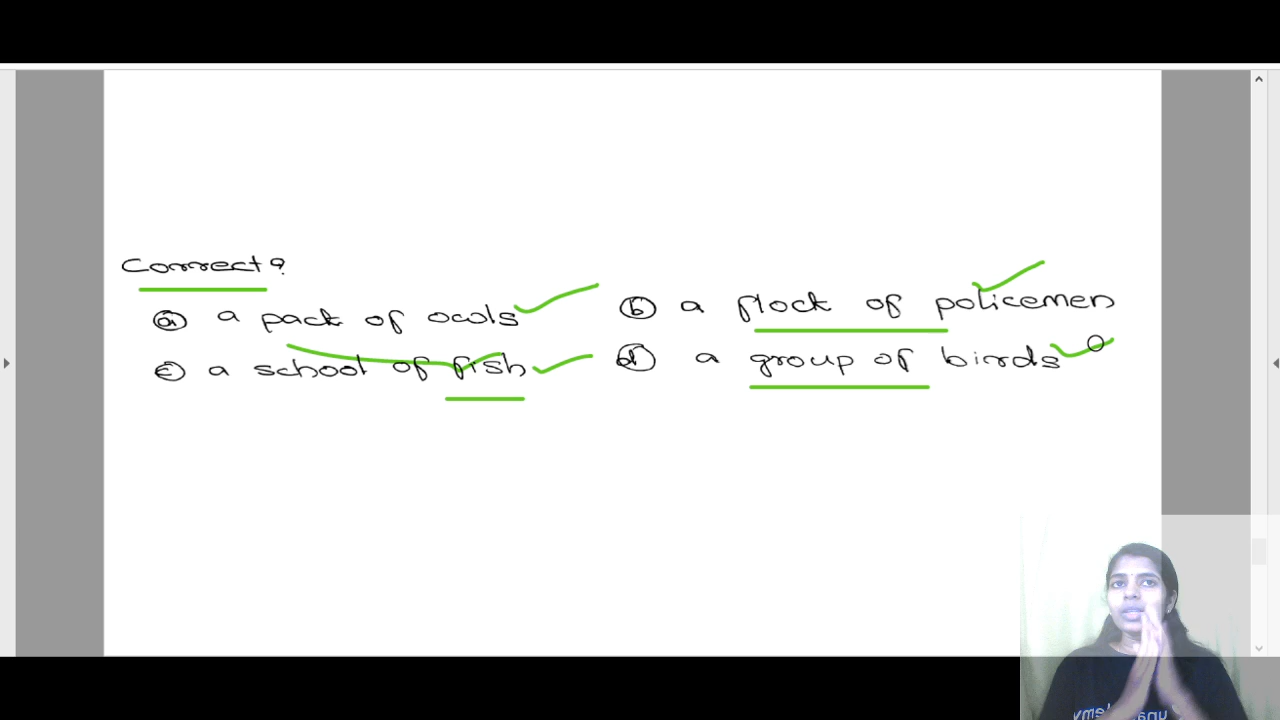 Correct?
(a) a pack of owls (b) a flock of policemen
(c) a school of fish (d) a group of birds